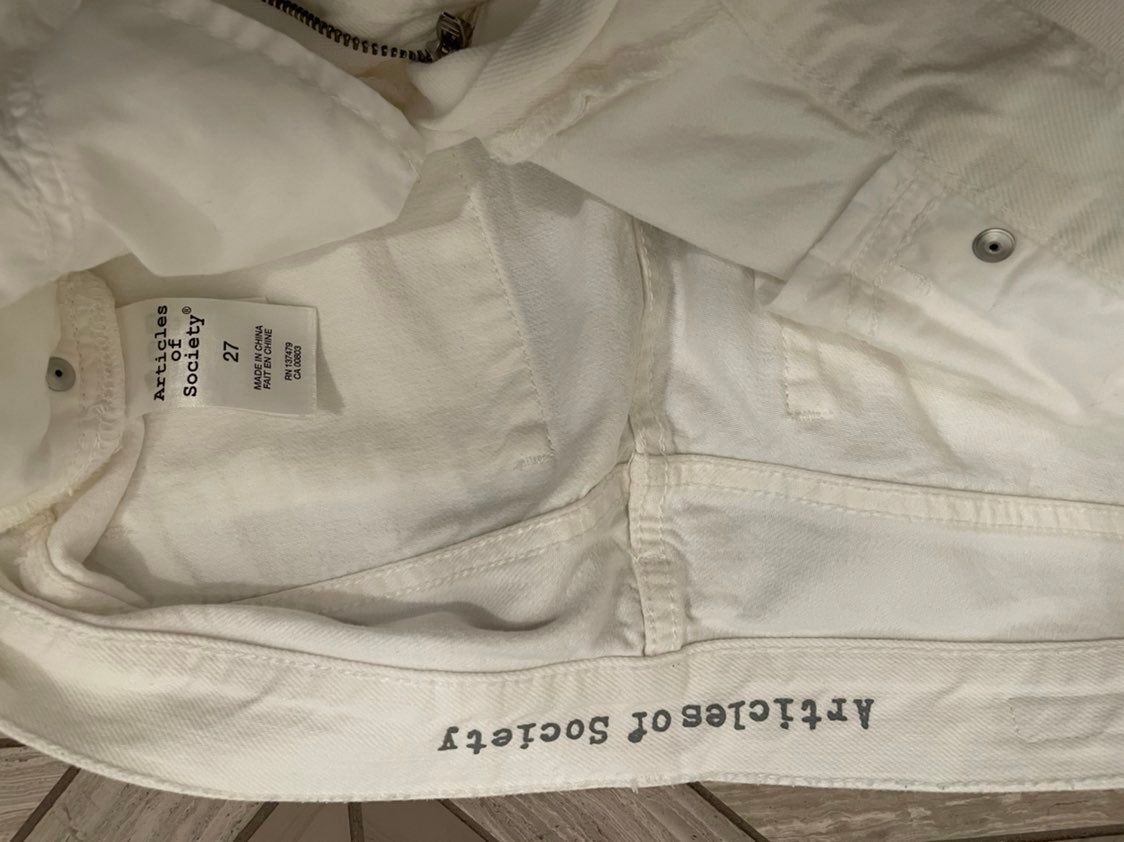 Articles
of
Society®
27
MADE IN CHINA
FAIT EN CHINE
RN 137479
CA 00803
Articles of Society